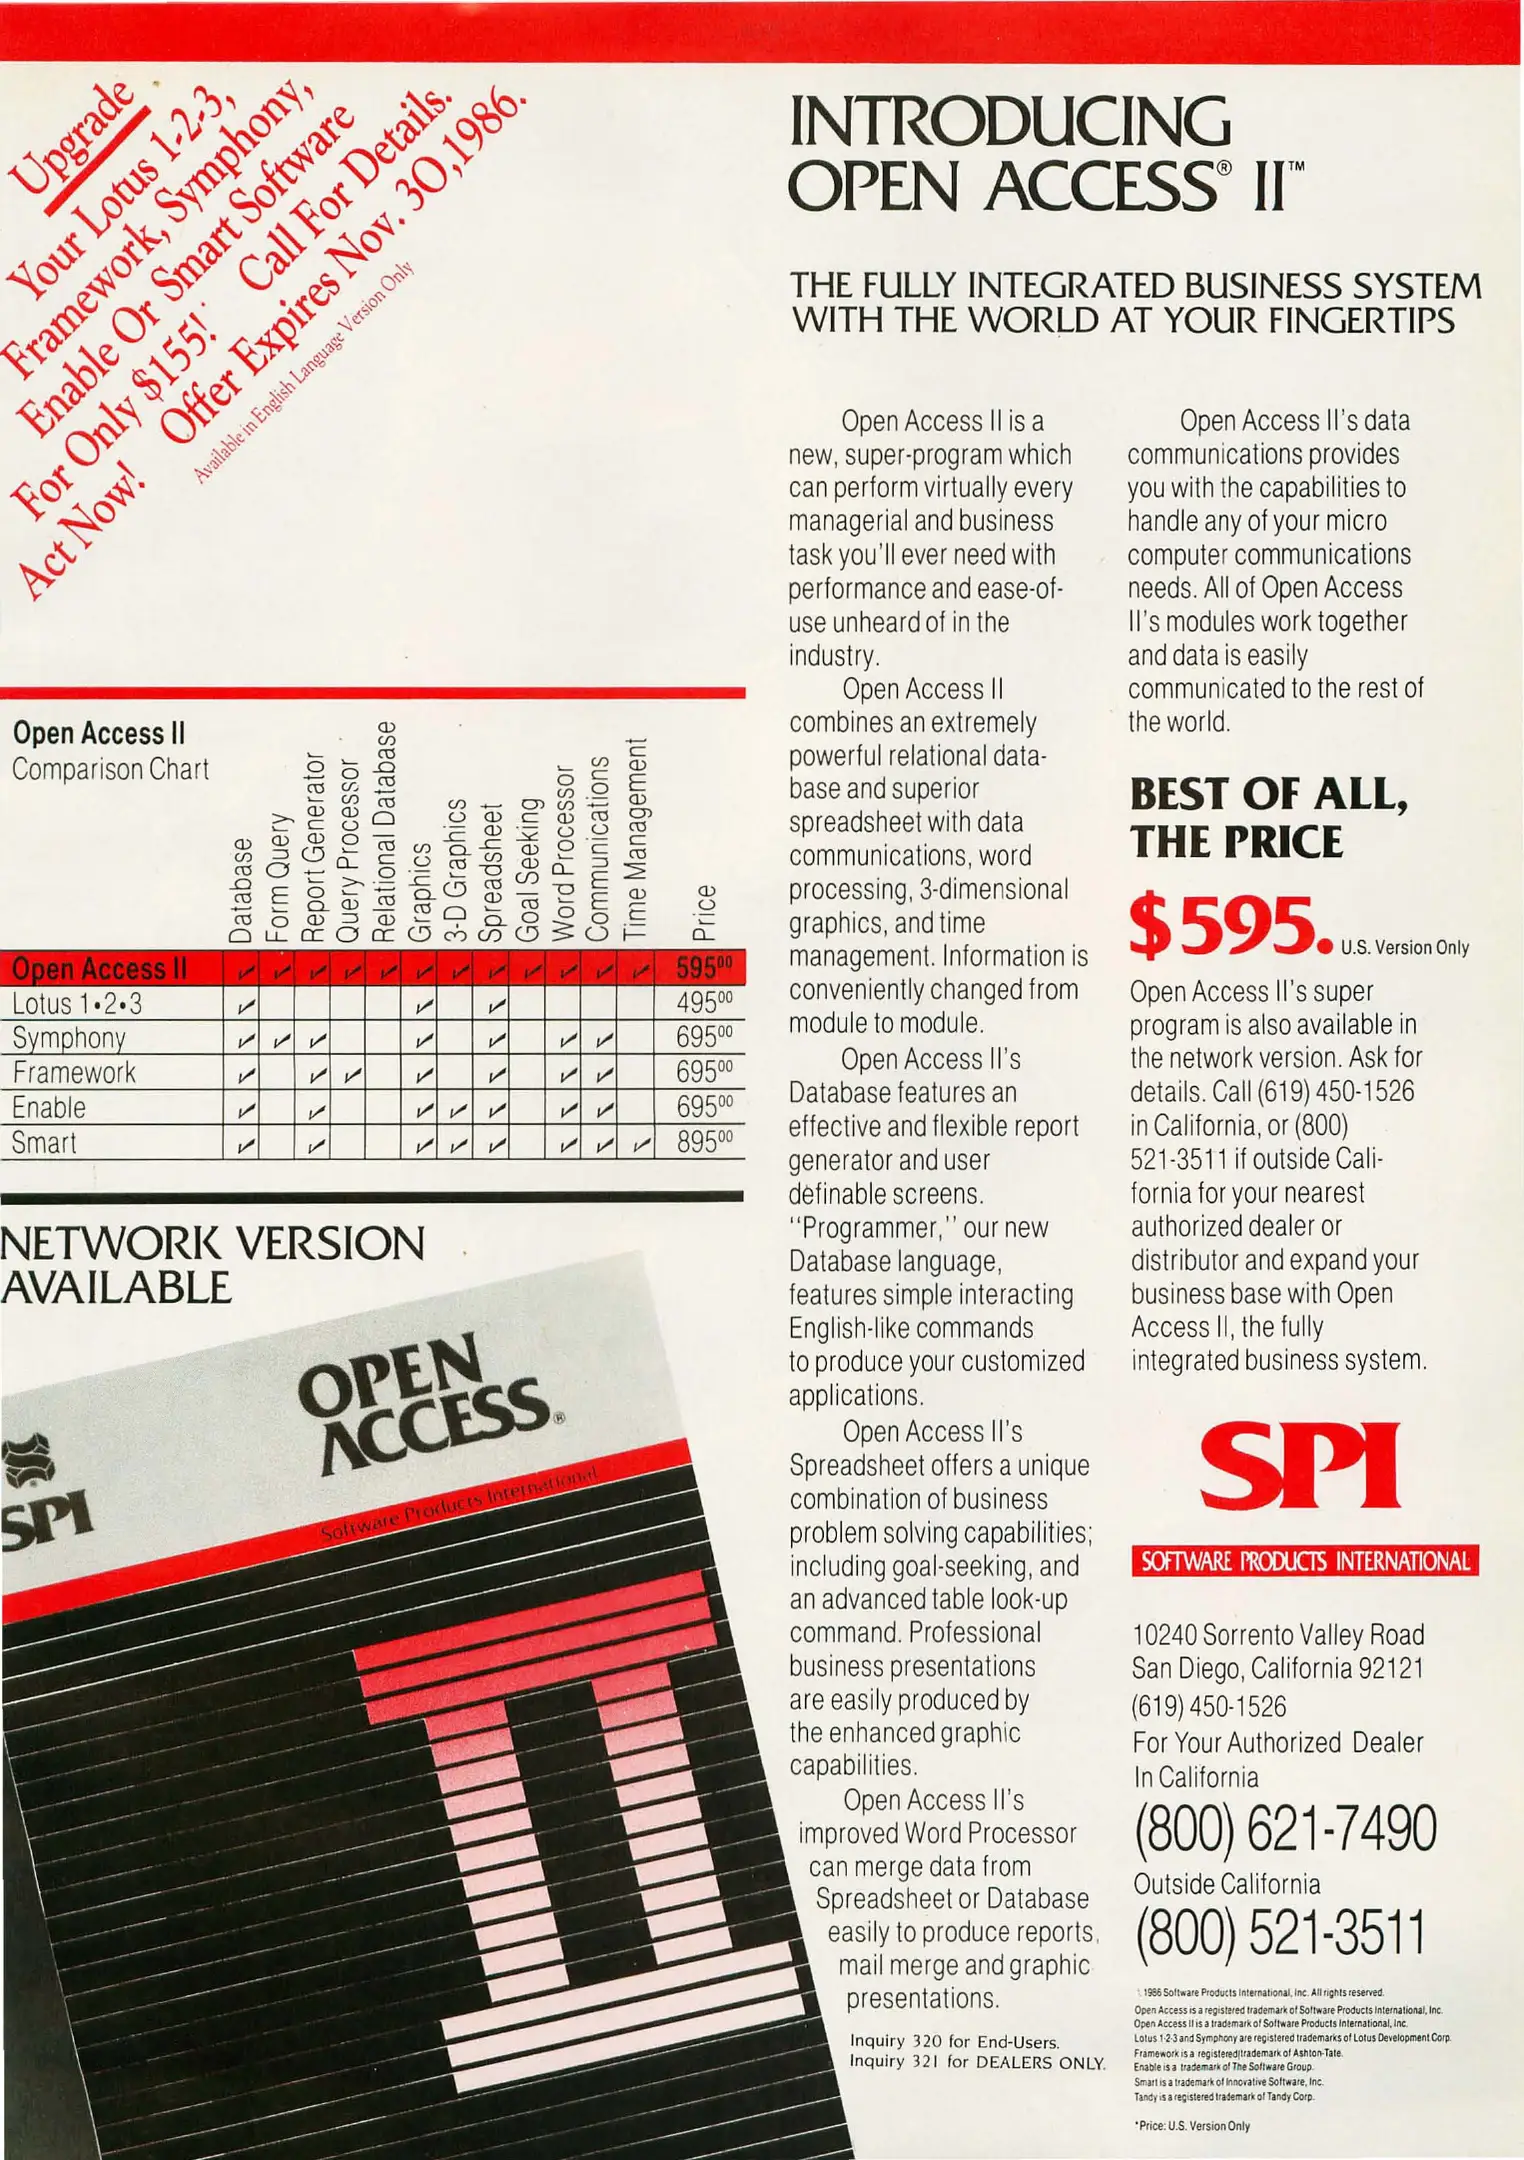 Upgrade
Your Lotus 1-2-3,
Framework, Symphony,
Enable Or Smart Software
For Only $155!* Call For Details.
Act Now! Offer Expires Nov. 30,1986.
Available in English Language Version Only
INTRODUCING
OPEN ACCESS® II™
THE FULLY INTEGRATED BUSINESS SYSTEM
WITH THE WORLD AT YOUR FINGERTIPS
Open Access II
Comparison Chart
Database
Form Query
Report Generator
Query Processor
Relational Database
Graphics
3-D Graphics
Spreadsheet
Goal Seeking
Word Processor
Communications
Time Management
Price
Open Access II ✓ ✓ ✓ ✓ ✓ ✓ ✓ ✓ ✓ ✓ ✓ ✓ 595⁰⁰
Lotus 1•2•3 ✓ ✓ ✓ 495⁰⁰
Symphony ✓ ✓ ✓ ✓ ✓ ✓ ✓ 695⁰⁰
Framework ✓ ✓ ✓ ✓ ✓ ✓ ✓ 695⁰⁰
Enable ✓ ✓ ✓ ✓ ✓ ✓ ✓ 695⁰⁰
Smart ✓ ✓ ✓ ✓ ✓ ✓ ✓ ✓ 895⁰⁰
NETWORK VERSION
AVAILABLE
OPEN
ACCESS®
SPI
Software Products International
II
Open Access II is a
new, super-program which
can perform virtually every
managerial and business
task you'll ever need with
performance and ease-of-
use unheard of in the
industry.
Open Access II
combines an extremely
powerful relational data-
base and superior
spreadsheet with data
communications, word
processing, 3-dimensional
graphics, and time
management. Information is
conveniently changed from
module to module.
Open Access II's
Database features an
effective and flexible report
generator and user
definable screens.
"Programmer," our new
Database language,
features simple interacting
English-like commands
to produce your customized
applications.
Open Access II's
Spreadsheet offers a unique
combination of business
problem solving capabilities;
including goal-seeking, and
an advanced table look-up
command. Professional
business presentations
are easily produced by
the enhanced graphic
capabilities.
Open Access II's
improved Word Processor
can merge data from
Spreadsheet or Database
easily to produce reports,
mail merge and graphic
presentations.
Inquiry 320 for End-Users.
Inquiry 321 for DEALERS ONLY.
Open Access II's data
communications provides
you with the capabilities to
handle any of your micro
computer communications
needs. All of Open Access
II's modules work together
and data is easily
communicated to the rest of
the world.
BEST OF ALL,
THE PRICE
$595. U.S. Version Only
Open Access II's super
program is also available in
the network version. Ask for
details. Call (619) 450-1526
in California, or (800)
521-3511 if outside Cali-
fornia for your nearest
authorized dealer or
distributor and expand your
business base with Open
Access II, the fully
integrated business system.
SPI
SOFTWARE PRODUCTS INTERNATIONAL
10240 Sorrento Valley Road
San Diego, California 92121
(619) 450-1526
For Your Authorized Dealer
In California
(800) 621-7490
Outside California
(800) 521-3511
1986 Software Products International, Inc. All rights reserved.
Open Access is a registered trademark of Software Products International, Inc.
Open Access II is a trademark of Software Products International, Inc.
Lotus 1-2-3 and Symphony are registered trademarks of Lotus Development Corp.
Framework is a registered trademark of Ashton-Tate.
Enable is a trademark of The Software Group.
Smart is a trademark of Innovative Software, Inc.
Tandy is a registered trademark of Tandy Corp.
*Price: U.S. Version Only